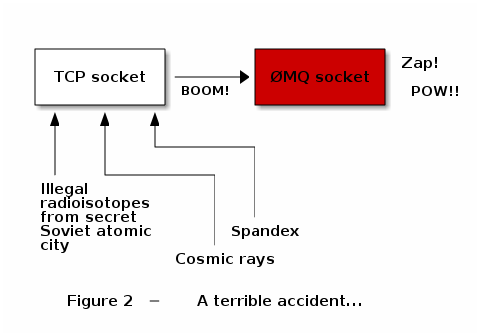 TCP socket
BOOM!
ØMQ socket
Zap!
POW!!
Illegal
radioisotopes
from secret
Soviet atomic
city
Spandex
Cosmic rays
Figure 2 – A terrible accident...